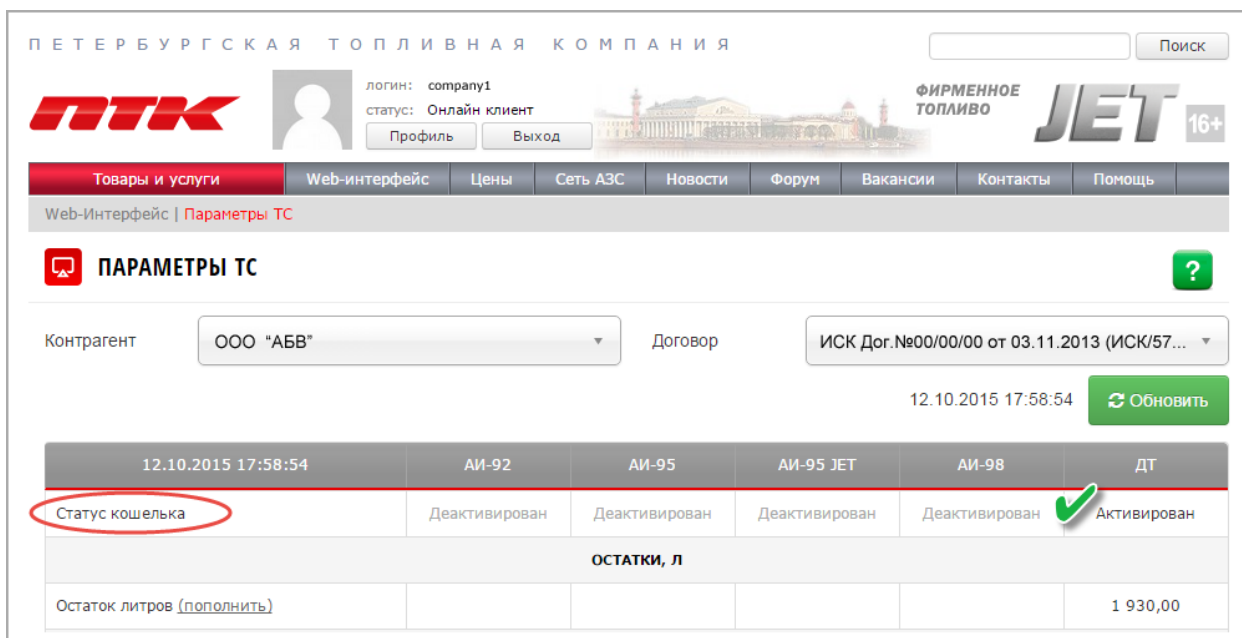 ПЕТЕРБУРГСКАЯ ТОПЛИВНАЯ КОМПАНИЯ
Поиск
ПТК
логин: company1
статус: Онлайн клиент
Профиль Выход
ФИРМЕННОЕ
ТОПЛИВО
JET
16+
Товары и услуги Web-интерфейс Цены Сеть АЗС Новости Форум Вакансии Контакты Помощь
Web-Интерфейс | Параметры ТС
ПАРАМЕТРЫ ТС
?
Контрагент ООО "АБВ" Договор ИСК Дог.№00/00/00 от 03.11.2013 (ИСК/57...
12.10.2015 17:58:54 Обновить
12.10.2015 17:58:54 АИ-92 АИ-95 АИ-95 JET АИ-98 ДТ
Статус кошелька Деактивирован Деактивирован Деактивирован Деактивирован Активирован
ОСТАТКИ, Л
Остаток литров (пополнить) 1 930,00